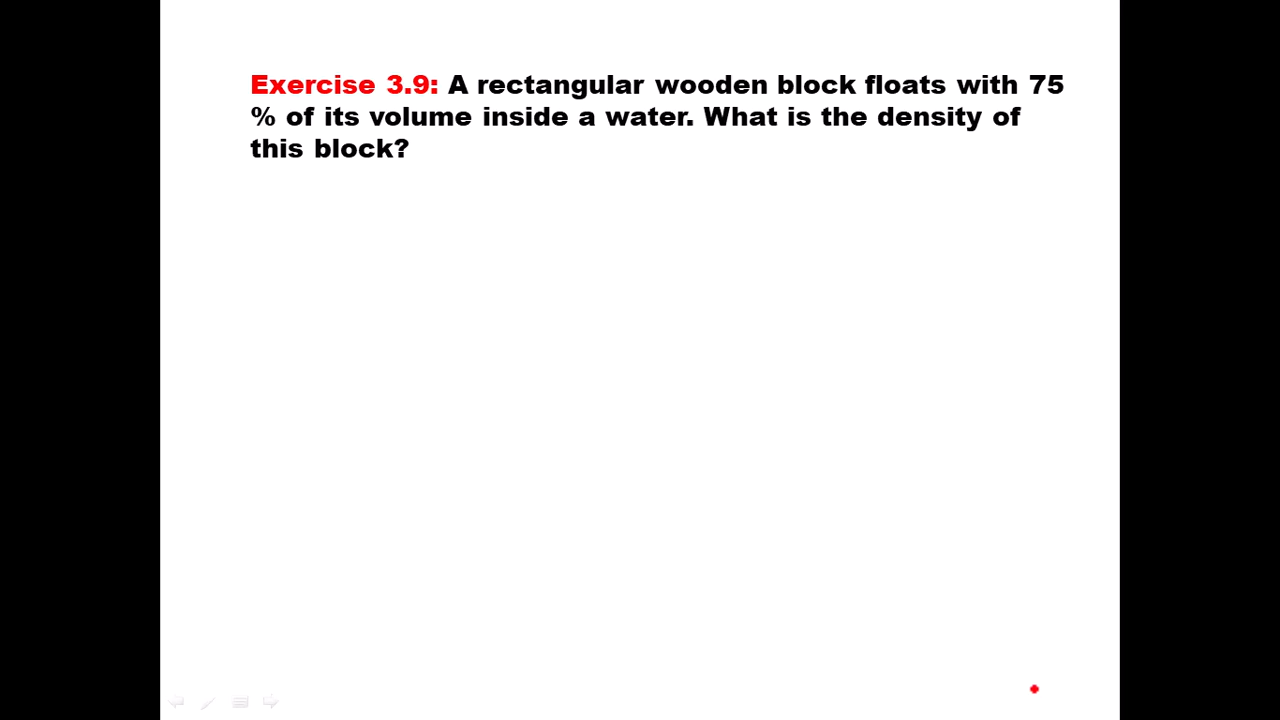 Exercise 3.9: A rectangular wooden block floats with 75
% of its volume inside a water. What is the density of
this block?